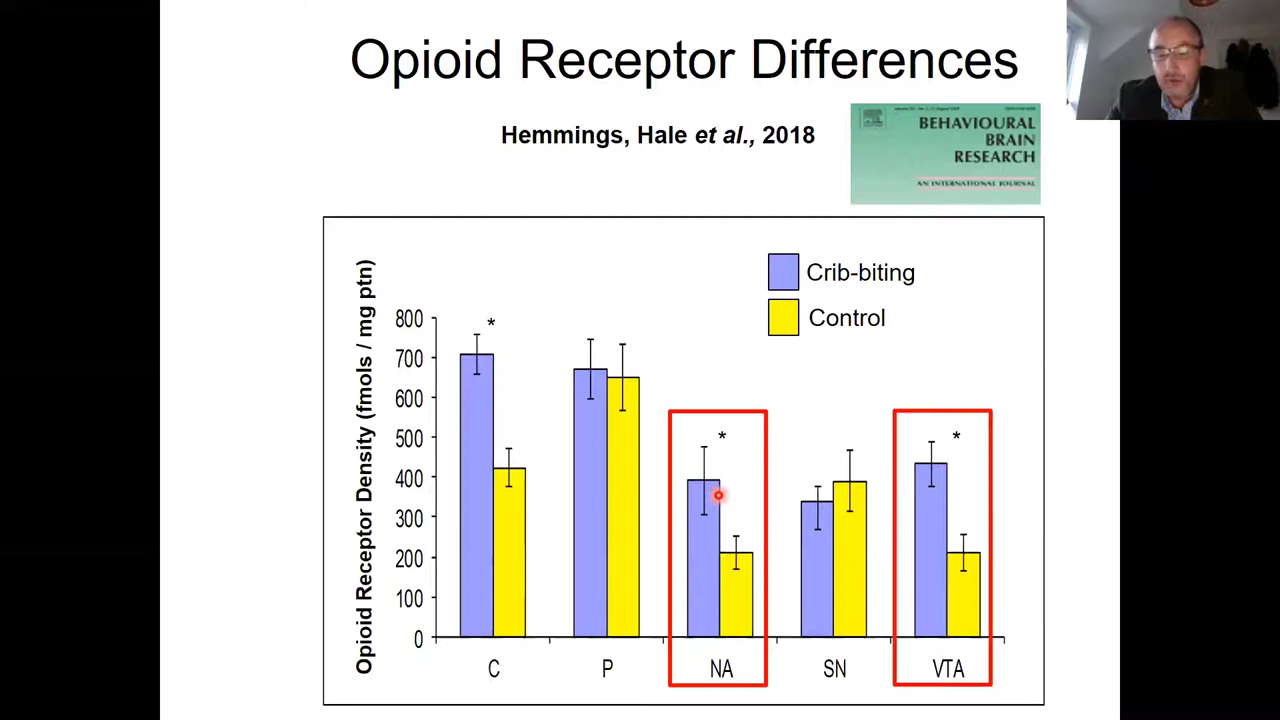 Opioid Receptor Differences
Hemmings, Hale et al., 2018
BEHAVIOURAL
BRAIN
RESEARCH
AN INTERNATIONAL JOURNAL
Crib-biting
Control
Opioid Receptor Density (fmols / mg ptn)
800
700
600
500
400
300
200
100
0
*
*
*
C
P
NA
SN
VTA